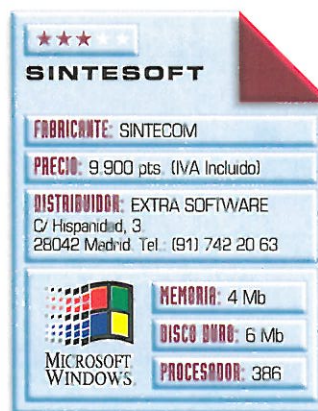 SINTESOFT
FABRICANTE: SINTECOM
PRECIO: 9.900 pts. (IVA Incluido)
DISTRIBUIDOR: EXTRA SOFTWARE
C/ Hispanidad, 3.
28042 Madrid. Tel.: (91) 742 20 63
MICROSOFT
WINDOWS
MEMORIA: 4 Mb
DISCO DURO: 6 Mb
PROCESADOR: 386